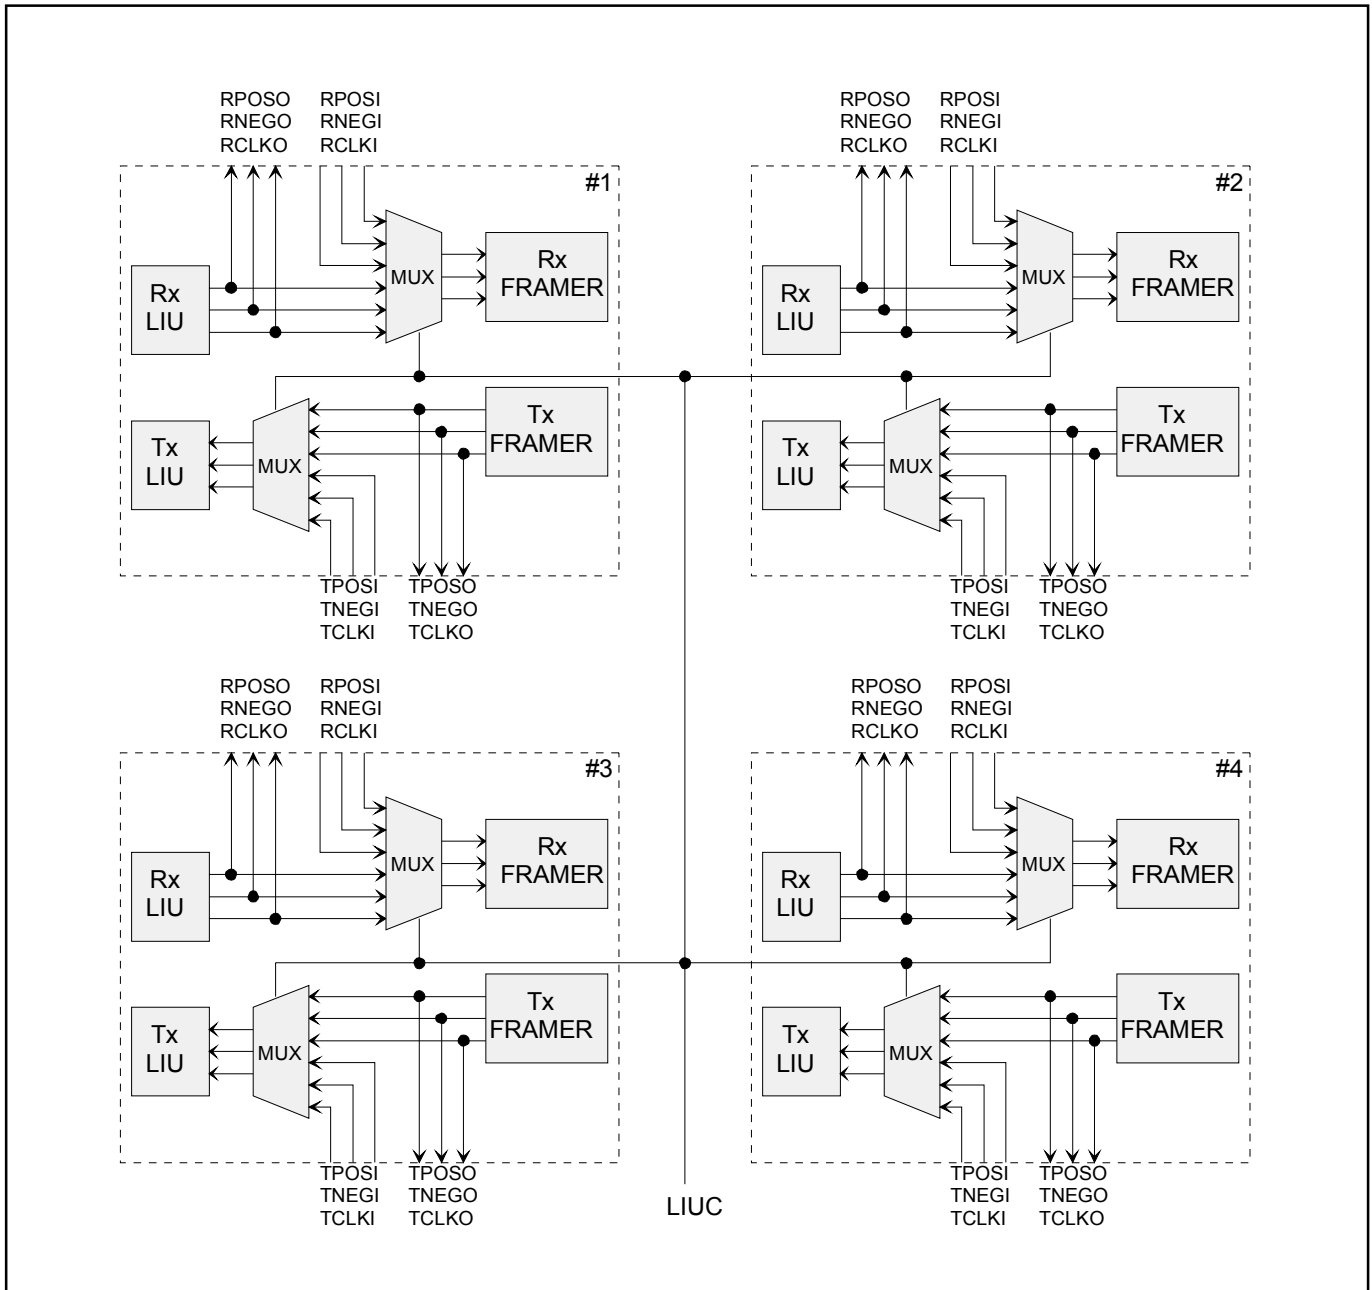 RPOSO
RNEGO
RCLKO
RPOSI
RNEGI
RCLKI
#1
MUX
Rx
FRAMER
Rx
LIU
Tx
LIU
MUX
Tx
FRAMER
TPOSI
TNEGI
TCLKI
TPOSO
TNEGO
TCLKO
RPOSO
RNEGO
RCLKO
RPOSI
RNEGI
RCLKI
#2
MUX
Rx
FRAMER
Rx
LIU
Tx
LIU
MUX
Tx
FRAMER
TPOSI
TNEGI
TCLKI
TPOSO
TNEGO
TCLKO
RPOSO
RNEGO
RCLKO
RPOSI
RNEGI
RCLKI
#3
MUX
Rx
FRAMER
Rx
LIU
Tx
LIU
MUX
Tx
FRAMER
TPOSI
TNEGI
TCLKI
TPOSO
TNEGO
TCLKO
RPOSO
RNEGO
RCLKO
RPOSI
RNEGI
RCLKI
#4
MUX
Rx
FRAMER
Rx
LIU
Tx
LIU
MUX
Tx
FRAMER
TPOSI
TNEGI
TCLKI
TPOSO
TNEGO
TCLKO
LIUC